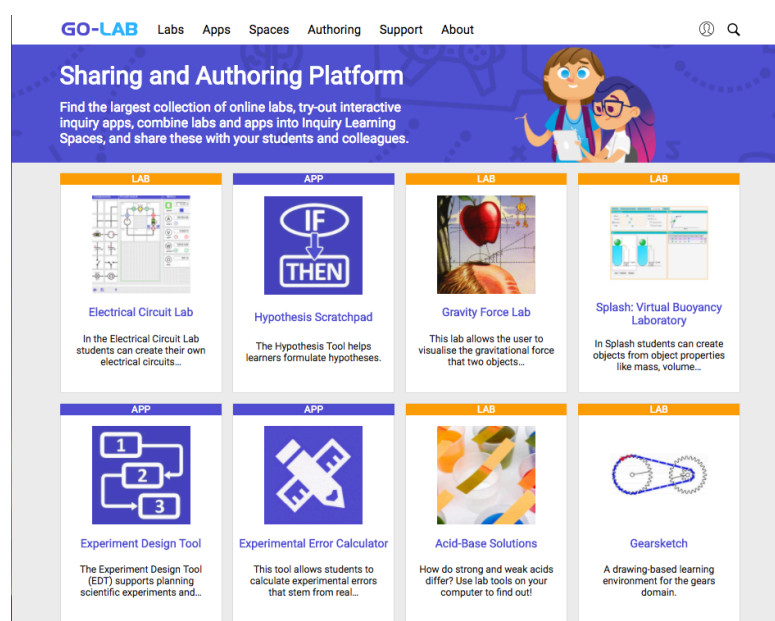 GO-LAB Labs Apps Spaces Authoring Support About
Sharing and Authoring Platform
Find the largest collection of online labs, try-out interactive
inquiry apps, combine labs and apps into Inquiry Learning
Spaces, and share these with your students and colleagues.
LAB
Electrical Circuit Lab
In the Electrical Circuit Lab
students can create their own
electrical circuits...
APP
IF
THEN
Hypothesis Scratchpad
The Hypothesis Tool helps
learners formulate hypotheses.
LAB
Gravity Force Lab
This lab allows the user to
visualise the gravitational force
that two objects...
LAB
Splash: Virtual Buoyancy
Laboratory
In Splash students can create
objects from object properties
like mass, volume...
APP
1
2
3
Experiment Design Tool
The Experiment Design Tool
(EDT) supports planning
scientific experiments and...
APP
Experimental Error Calculator
This tool allows students to
calculate experimental errors
that stem from real...
LAB
Acid-Base Solutions
How do strong and weak acids
differ? Use lab tools on your
computer to find out!
LAB
Gearsketch
A drawing-based learning
environment for the gears
domain.